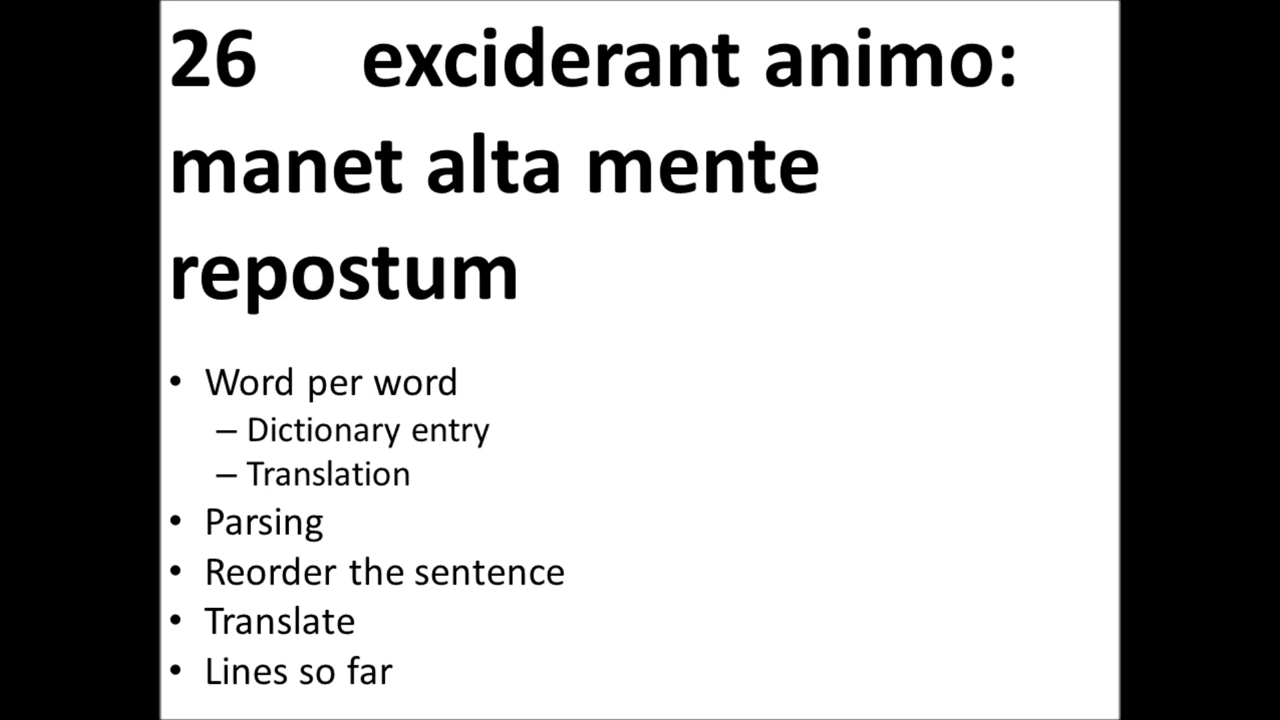 26 exciderant animo:
manet alta mente
repostum
• Word per word
– Dictionary entry
– Translation
• Parsing
• Reorder the sentence
• Translate
• Lines so far